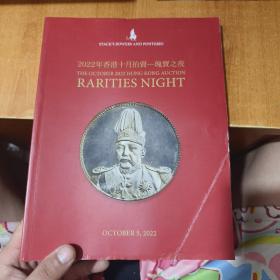 STACK'S BOWERS AND PONTERIO
2022年香港十月拍賣—瑰寶之夜
THE OCTOBER 2022 HONG KONG AUCTION
RARITIES NIGHT
OCTOBER 5, 2022